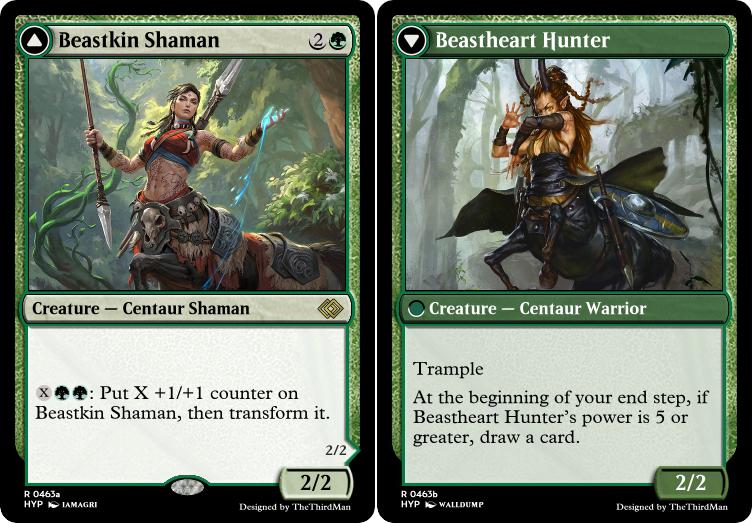 Beastkin Shaman 2
Creature — Centaur Shaman
X: Put X +1/+1 counter on
Beastkin Shaman, then transform it.
2/2
2/2
R 0463a
HYP IAMAGRI
Designed by TheThirdMan
Beastheart Hunter
Creature — Centaur Warrior
Trample
At the beginning of your end step, if
Beastheart Hunter's power is 5 or
greater, draw a card.
2/2
R 0463b
HYP WALLDUMP
Designed by TheThirdMan